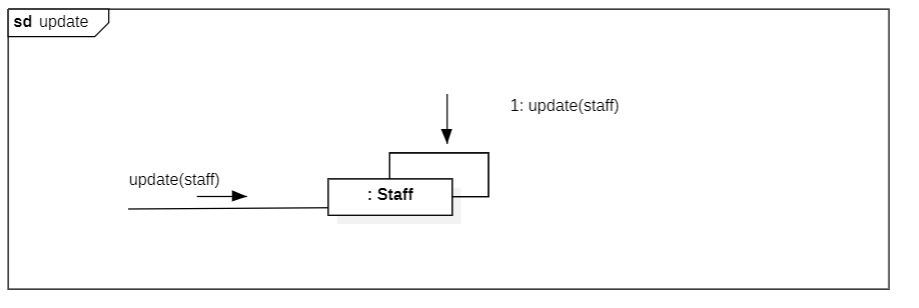 sd update
1: update(staff)
update(staff)
: Staff